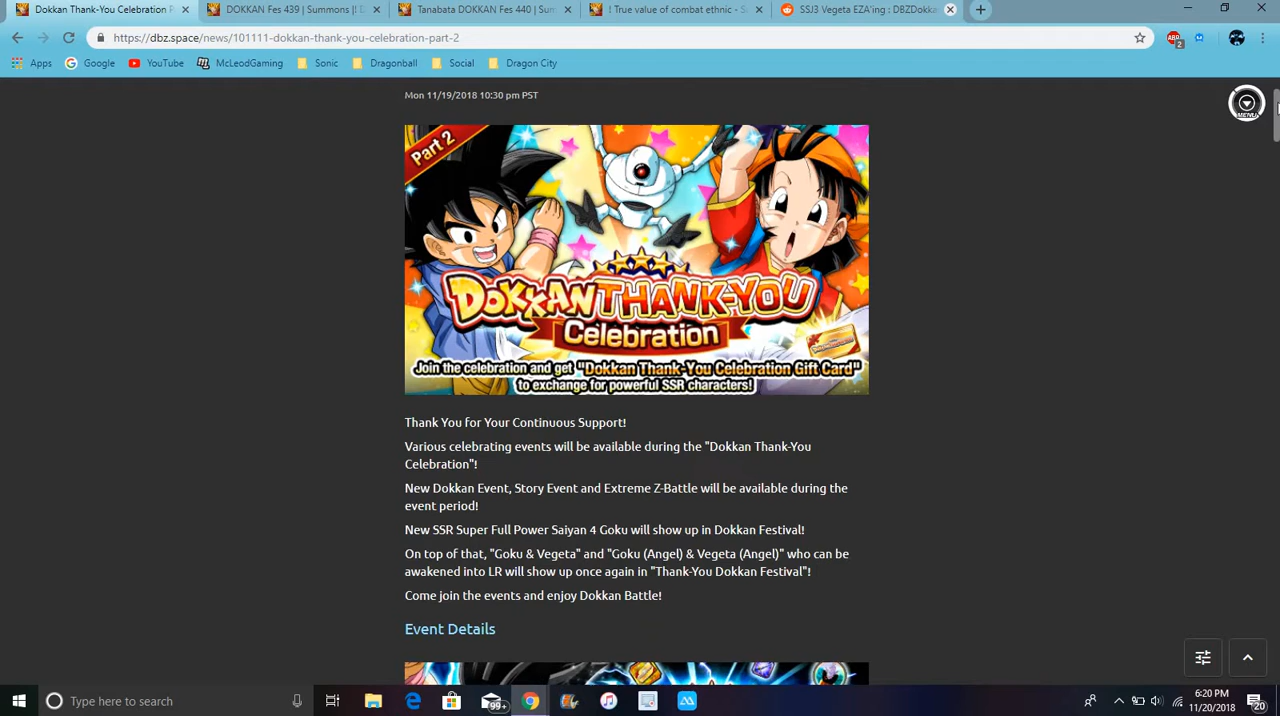 Dokkan Thank-You Celebration P
DOKKAN Fes 439 | Summons |! D
Tanabata DOKKAN Fes 440 | Sum
! True value of combat ethnic - S
SSJ3 Vegeta EZA'ing : DBZDokka
https://dbz.space/news/101111-dokkan-thank-you-celebration-part-2
ABP
2
Apps
Google
YouTube
McLeodGaming
Sonic
Dragonball
Social
Dragon City
Mon 11/19/2018 10:30 pm PST
MENU
Part 2
DOKKAN THANK-YOU
Celebration
Join the celebration and get "Dokkan Thank-You Celebration Gift Card"
to exchange for powerful SSR characters!
Thank You for Your Continuous Support!
Various celebrating events will be available during the "Dokkan Thank-You
Celebration"!
New Dokkan Event, Story Event and Extreme Z-Battle will be available during the
event period!
New SSR Super Full Power Saiyan 4 Goku will show up in Dokkan Festival!
On top of that, "Goku & Vegeta" and "Goku (Angel) & Vegeta (Angel)" who can be
awakened into LR will show up once again in "Thank-You Dokkan Festival"!
Come join the events and enjoy Dokkan Battle!
Event Details
Type here to search
99+
6:20 PM
11/20/2018
20